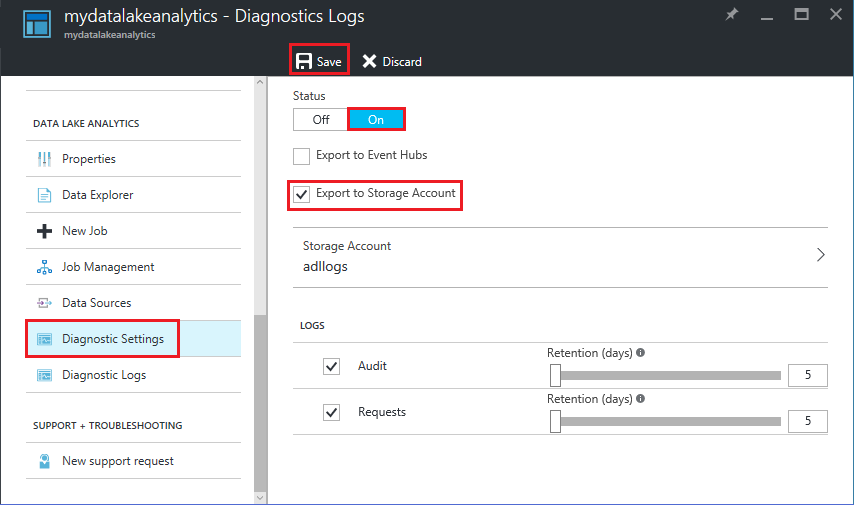 mydatalakeanalytics - Diagnostics Logs
mydatalakeanalytics
Save
Discard
DATA LAKE ANALYTICS
Properties
Data Explorer
New Job
Job Management
Data Sources
Diagnostic Settings
Diagnostic Logs
SUPPORT + TROUBLESHOOTING
New support request
Status
Off
On
Export to Event Hubs
Export to Storage Account
Storage Account
adllogs
LOGS
Audit
Retention (days)
5
Requests
Retention (days)
5